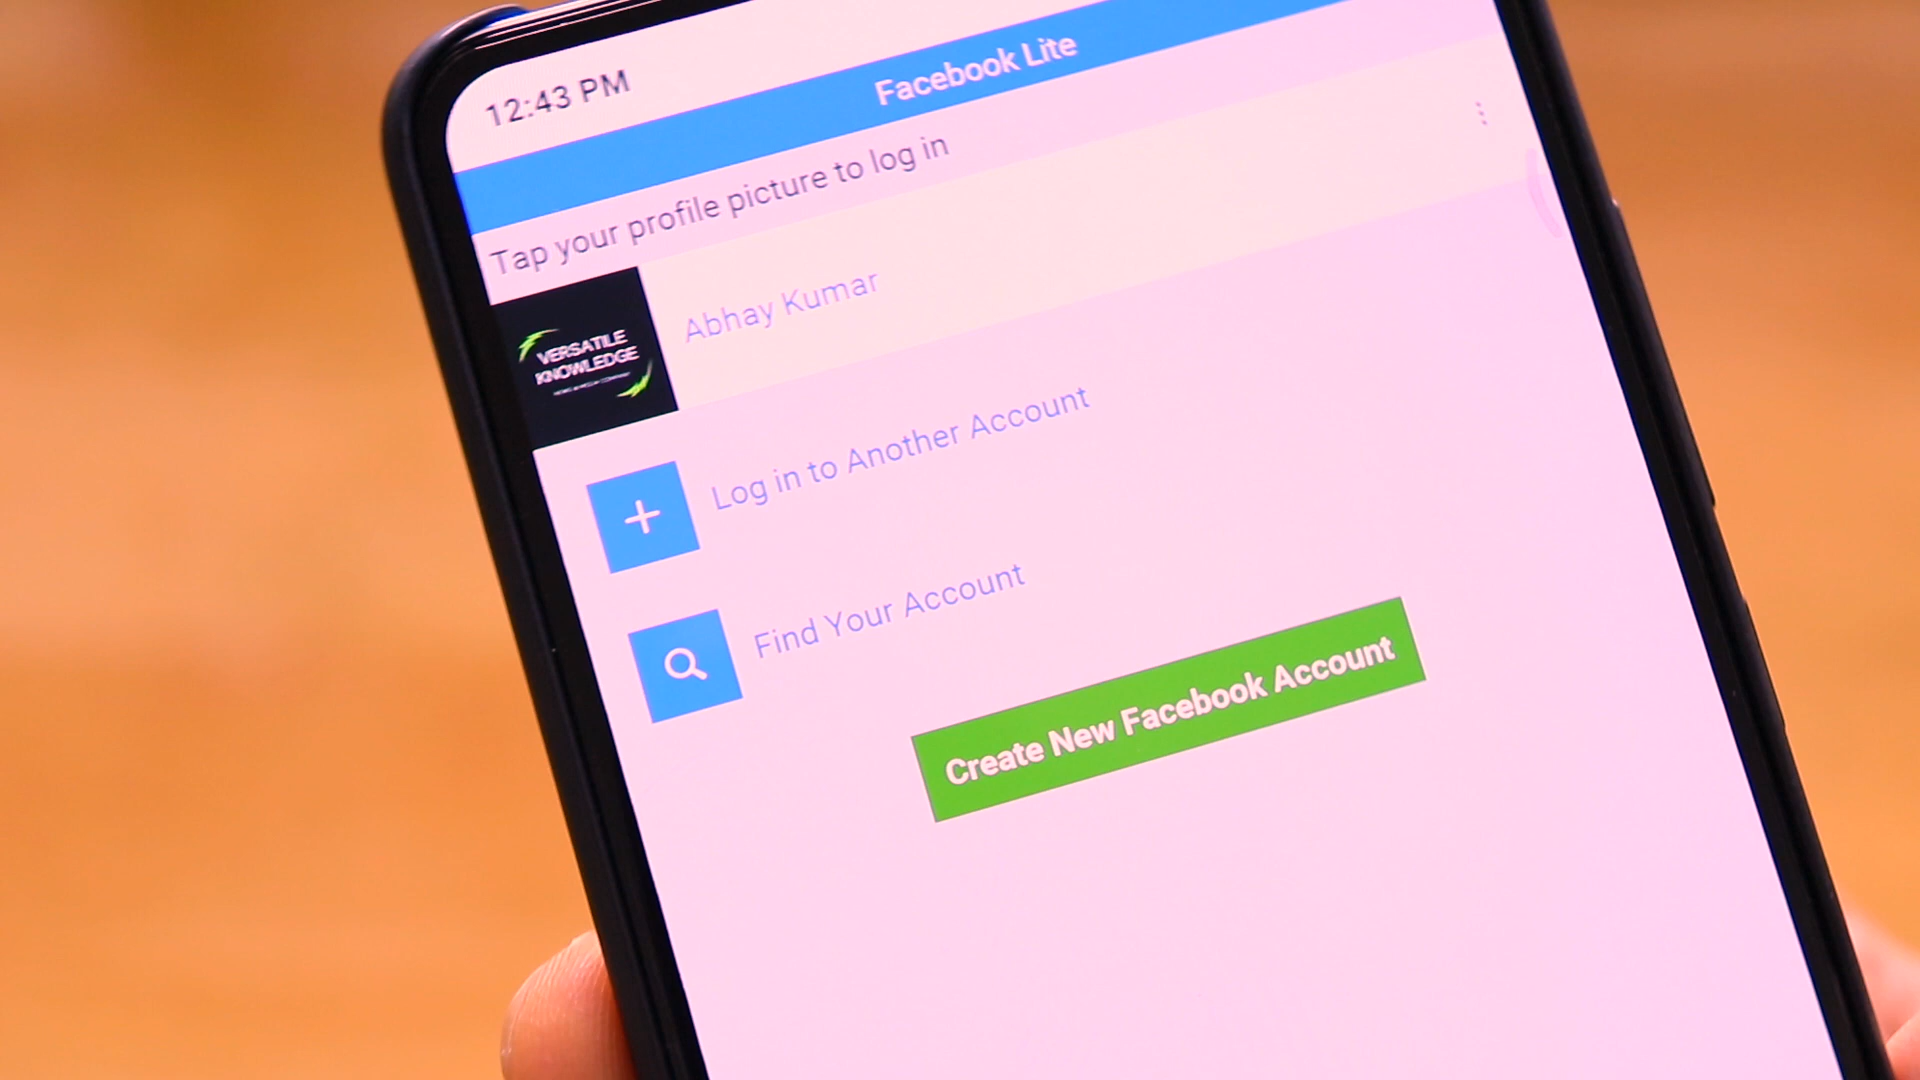 12:43 PM
Facebook Lite
Tap your profile picture to log in
VERSATILE
KNOWLEDGE
Abhay Kumar
Log in to Another Account
Find Your Account
Create New Facebook Account